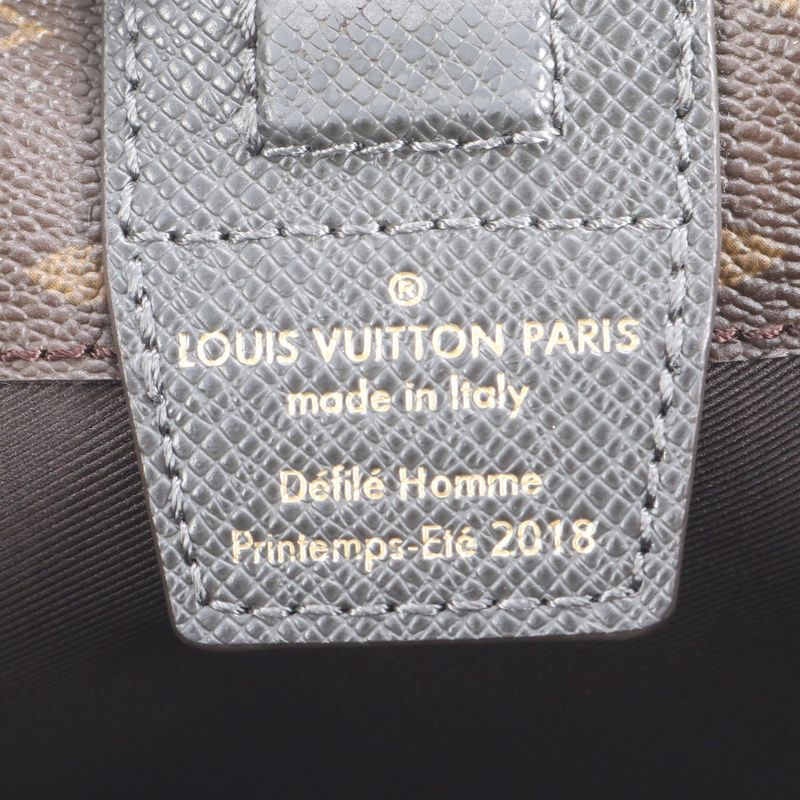 ®
LOUIS VUITTON PARIS
made in Italy
Défilé Homme
Printemps-Eté 2018